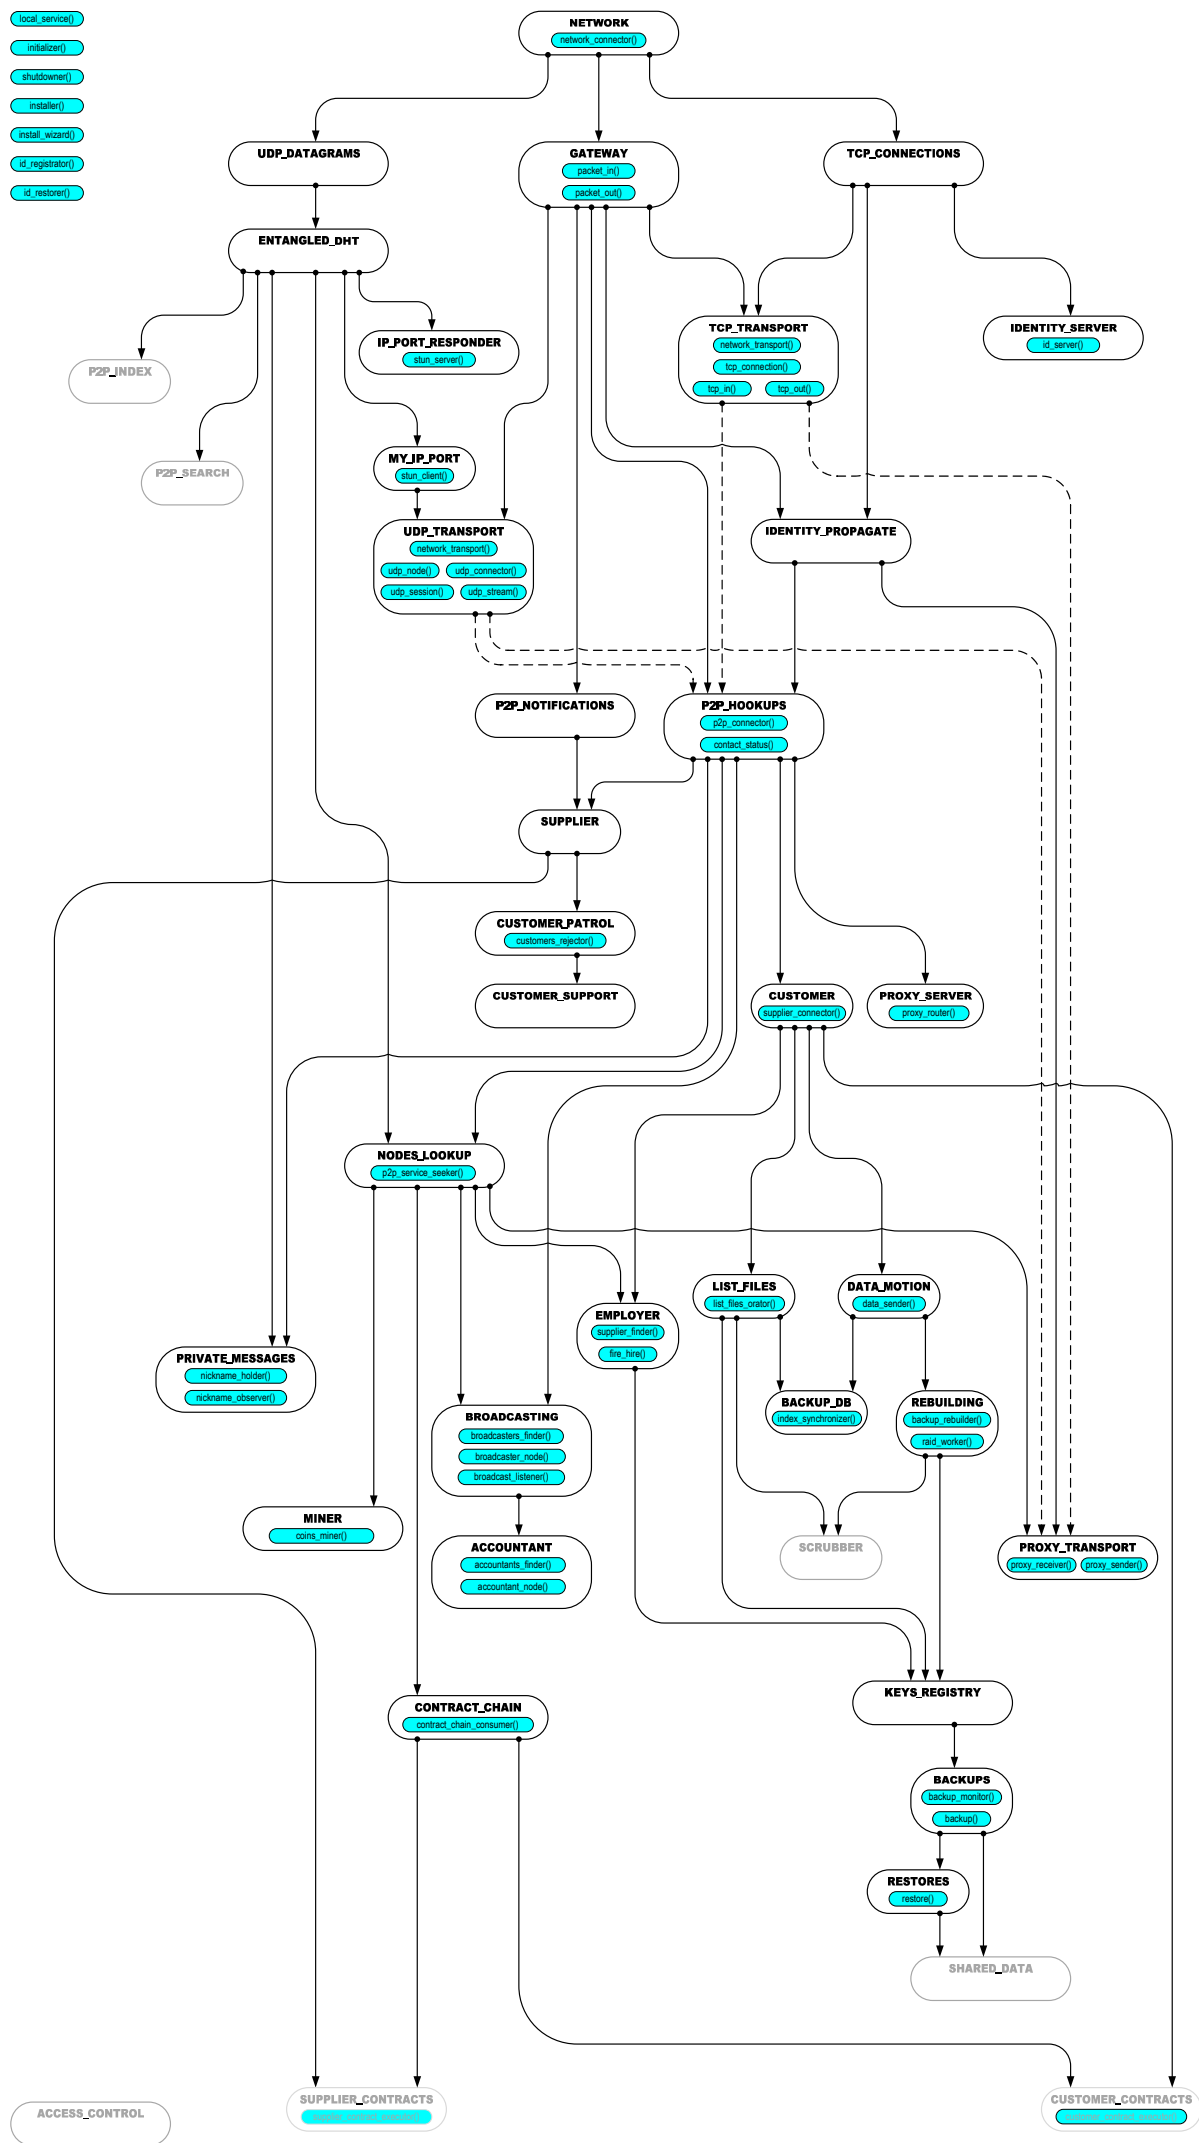 local_service()
initializer()
shutdowner()
installer()
install_wizard()
id_registrator()
id_restorer()
NETWORK
network_connector()
UDP_DATAGRAMS
GATEWAY
packet_in()
packet_out()
TCP_CONNECTIONS
ENTANGLED_DHT
IP_PORT_RESPONDER
stun_server()
TCP_TRANSPORT
network_transport()
tcp_connection()
tcp_in() tcp_out()
IDENTITY_SERVER
id_server()
P2P_INDEX
P2P_SEARCH
MY_IP_PORT
stun_client()
UDP_TRANSPORT
network_transport()
udp_node() udp_connector()
udp_session() udp_stream()
IDENTITY_PROPAGATE
P2P_NOTIFICATIONS
P2P_HOOKUPS
p2p_connector()
contact_status()
SUPPLIER
CUSTOMER_PATROL
customers_rejector()
CUSTOMER_SUPPORT
CUSTOMER
supplier_connector()
PROXY_SERVER
proxy_router()
NODES_LOOKUP
p2p_service_seeker()
LIST_FILES
list_files_orator()
DATA_MOTION
data_sender()
EMPLOYER
supplier_finder()
fire_hire()
PRIVATE_MESSAGES
nickname_holder()
nickname_observer()
BACKUP_DB
index_synchronizer()
REBUILDING
backup_rebuilder()
raid_worker()
BROADCASTING
broadcasters_finder()
broadcaster_node()
broadcast_listener()
MINER
coins_miner()
ACCOUNTANT
accountants_finder()
accountant_node()
SCRUBBER
PROXY_TRANSPORT
proxy_receiver() proxy_sender()
KEYS_REGISTRY
CONTRACT_CHAIN
contract_chain_consumer()
BACKUPS
backup_monitor()
backup()
RESTORES
restore()
SHARED_DATA
ACCESS_CONTROL
SUPPLIER_CONTRACTS
CUSTOMER_CONTRACTS